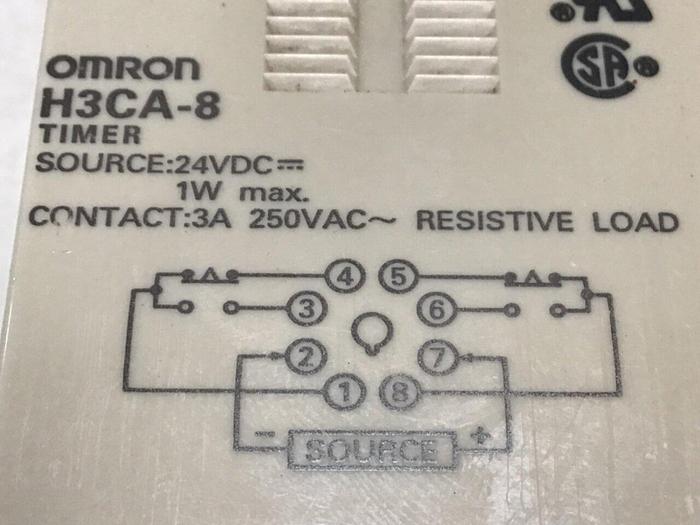 OMRON
H3CA-8
TIMER
SOURCE:24VDC⎓
1W max.
CONTACT:3A 250VAC~ RESISTIVE LOAD
4 5
3 6
2 7
1 8
- SOURCE +
SA